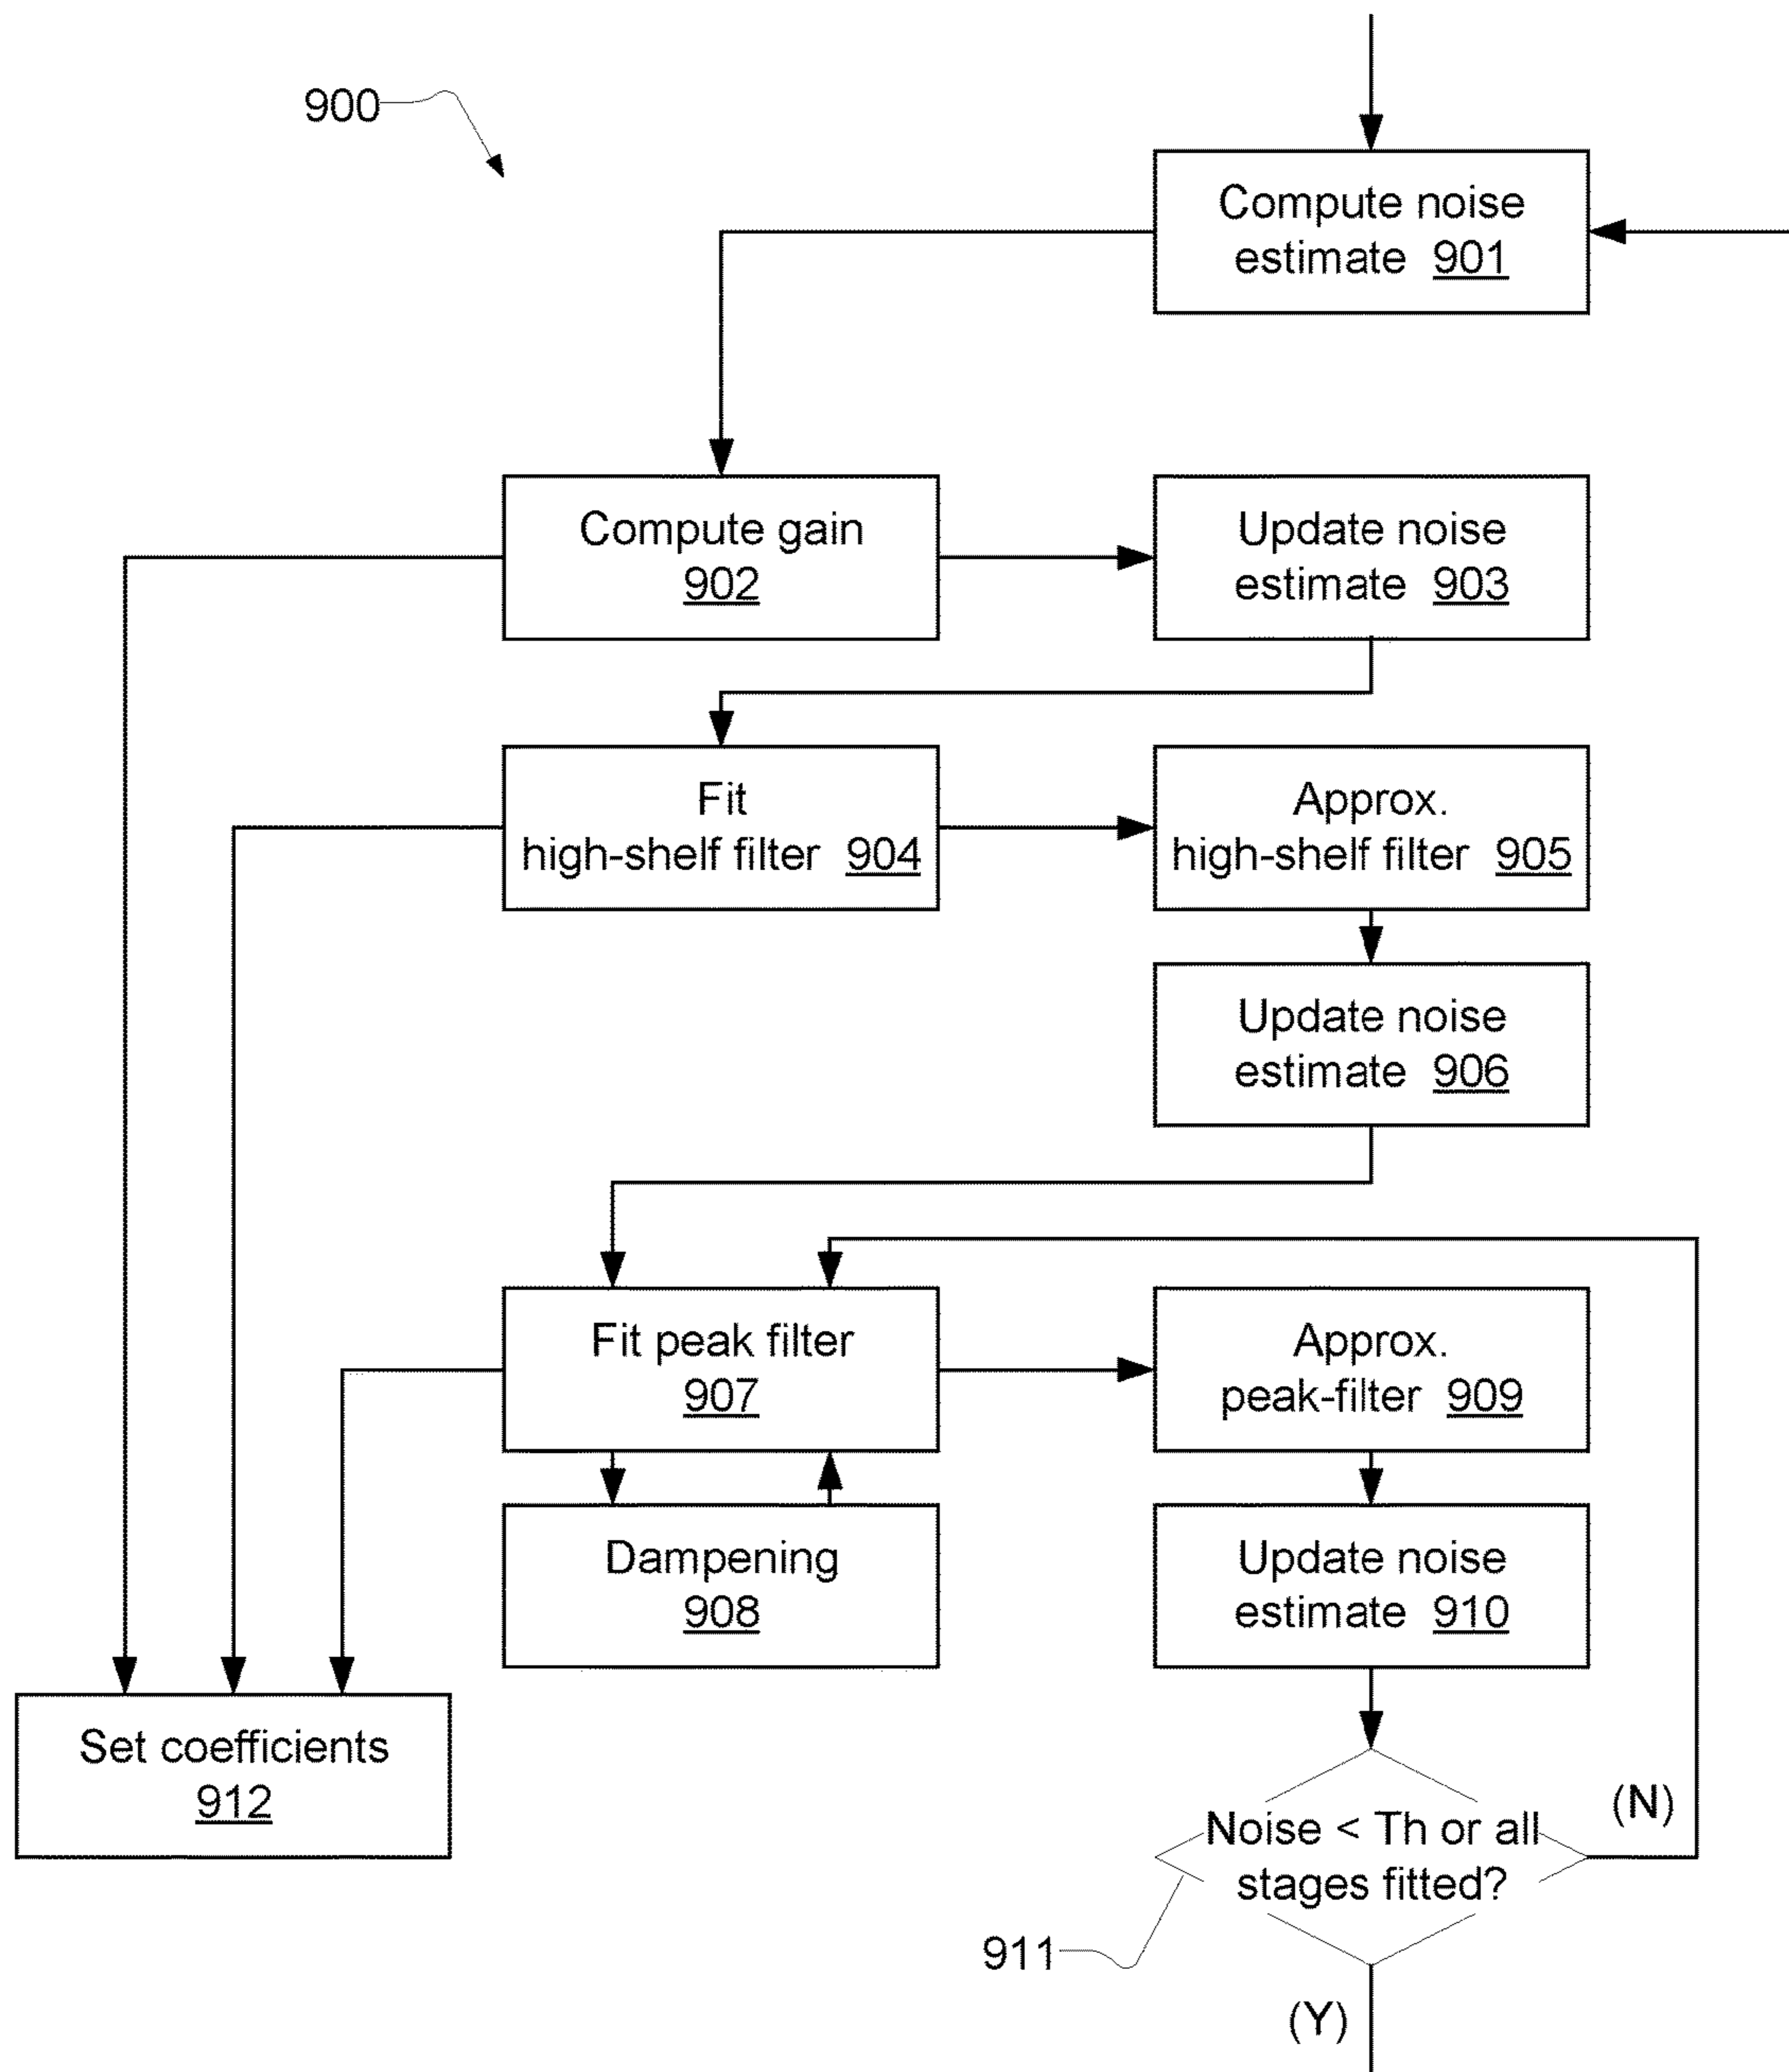 900
Compute noise
estimate 901
Compute gain
902
Update noise
estimate 903
Fit
high-shelf filter 904
Approx.
high-shelf filter 905
Update noise
estimate 906
Fit peak filter
907
Approx.
peak-filter 909
Dampening
908
Update noise
estimate 910
Set coefficients
912
Noise < Th or all
stages fitted?
(N)
911
(Y)